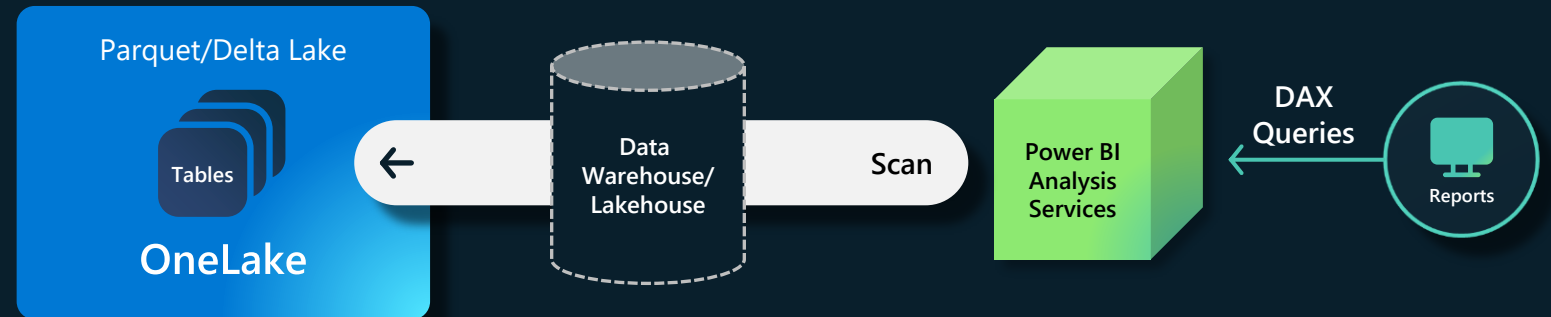 Parquet/Delta Lake
Tables
OneLake
Data
Warehouse/
Lakehouse
Scan
Power BI
Analysis
Services
DAX
Queries
Reports